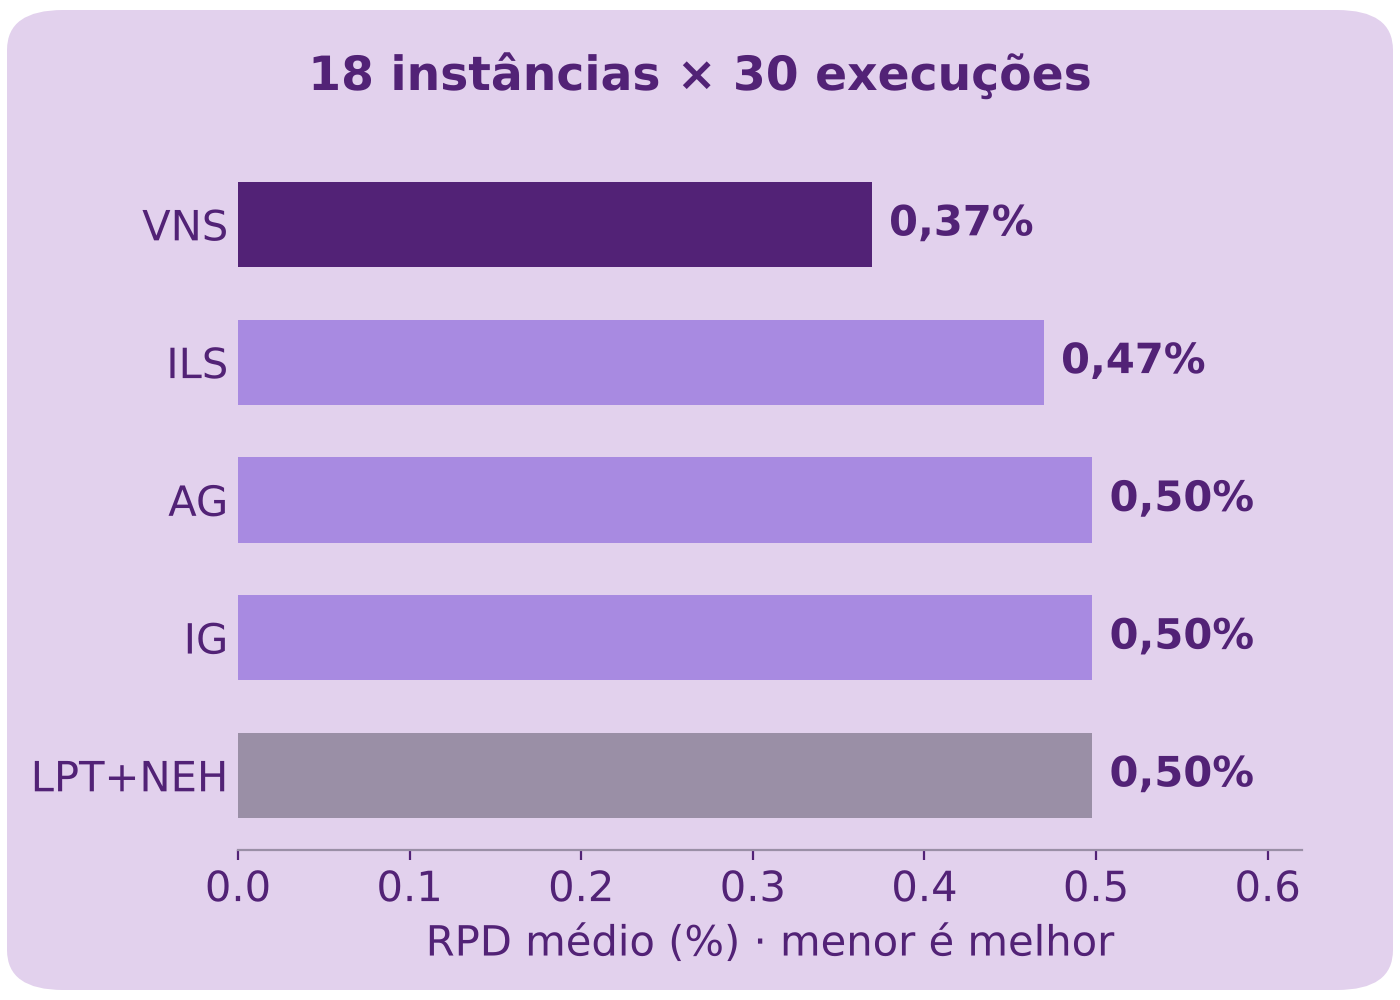 18 instâncias × 30 execuções
VNS 0,37%
ILS 0,47%
AG 0,50%
IG 0,50%
LPT+NEH 0,50%
0.0 0.1 0.2 0.3 0.4 0.5 0.6
RPD médio (%) · menor é melhor